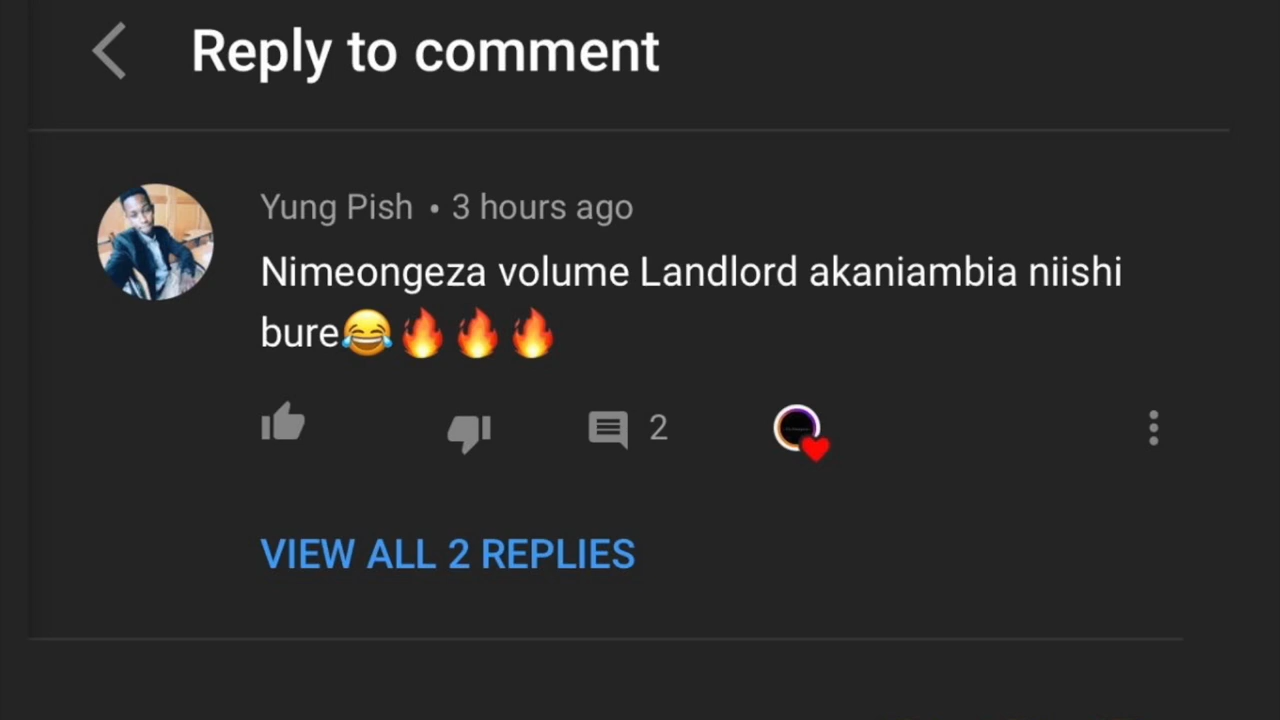 Reply to comment
Yung Pish • 3 hours ago
Nimeongeza volume Landlord akaniambia niishi
bure😂🔥🔥🔥
2
VIEW ALL 2 REPLIES